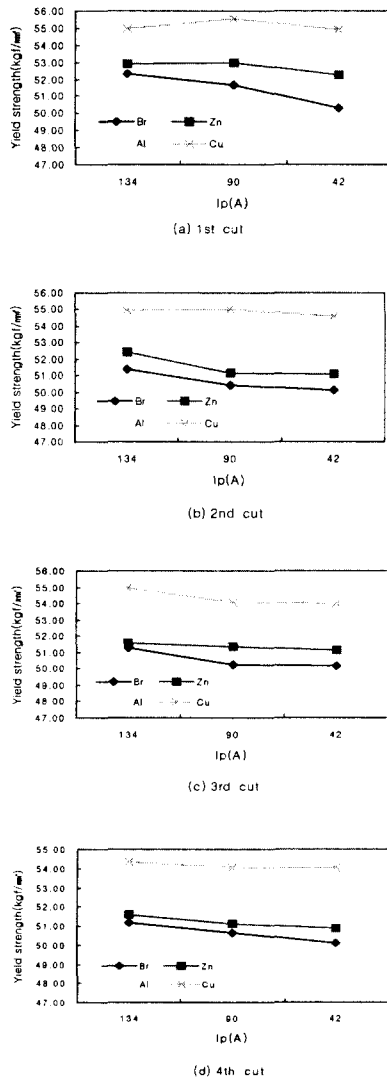 Yield strength(kgf/㎟)
56.00
55.00
54.00
53.00
52.00
51.00
50.00
49.00
48.00
47.00
Br
Zn
Al
Cu
134
90
42
Ip(A)
(a) 1st cut
Yield strength(kgf/㎟)
56.00
55.00
54.00
53.00
52.00
51.00
50.00
49.00
48.00
47.00
Br
Zn
Al
Cu
134
90
42
Ip(A)
(b) 2nd cut
Yield strength(kgf/㎟)
56.00
55.00
54.00
53.00
52.00
51.00
50.00
49.00
48.00
47.00
Br
Zn
Al
Cu
134
90
42
Ip(A)
(c) 3rd cut
Yield strength(kgf/㎟)
55.00
54.00
53.00
52.00
51.00
50.00
49.00
48.00
47.00
Br
Zn
Al
Cu
134
90
42
Ip(A)
(d) 4th cut